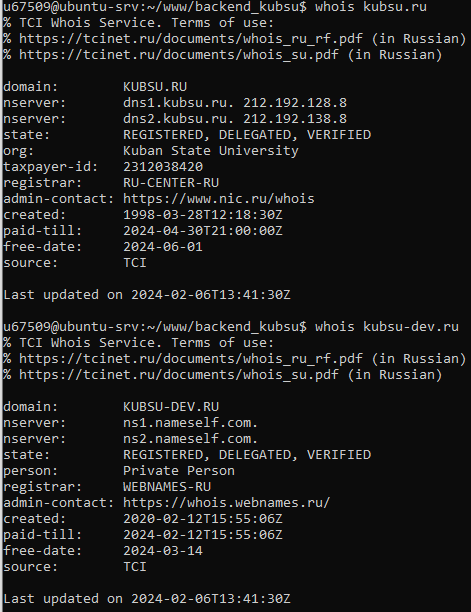 u67509@ubuntu-srv:~/www/backend_kubsu$ whois kubsu.ru
% TCI Whois Service. Terms of use:
% https://tcinet.ru/documents/whois_ru_rf.pdf (in Russian)
% https://tcinet.ru/documents/whois_su.pdf (in Russian)

domain:        KUBSU.RU
nserver:       dns1.kubsu.ru. 212.192.128.8
nserver:       dns2.kubsu.ru. 212.192.138.8
state:         REGISTERED, DELEGATED, VERIFIED
org:           Kuban State University
taxpayer-id:   2312038420
registrar:     RU-CENTER-RU
admin-contact: https://www.nic.ru/whois
created:       1998-03-28T12:18:30Z
paid-till:     2024-04-30T21:00:00Z
free-date:     2024-06-01
source:        TCI

Last updated on 2024-02-06T13:41:30Z

u67509@ubuntu-srv:~/www/backend_kubsu$ whois kubsu-dev.ru
% TCI Whois Service. Terms of use:
% https://tcinet.ru/documents/whois_ru_rf.pdf (in Russian)
% https://tcinet.ru/documents/whois_su.pdf (in Russian)

domain:        KUBSU-DEV.RU
nserver:       ns1.nameself.com.
nserver:       ns2.nameself.com.
state:         REGISTERED, DELEGATED, VERIFIED
person:        Private Person
registrar:     WEBNAMES-RU
admin-contact: https://whois.webnames.ru/
created:       2020-02-12T15:55:06Z
paid-till:     2024-02-12T15:55:06Z
free-date:     2024-03-14
source:        TCI

Last updated on 2024-02-06T13:41:30Z